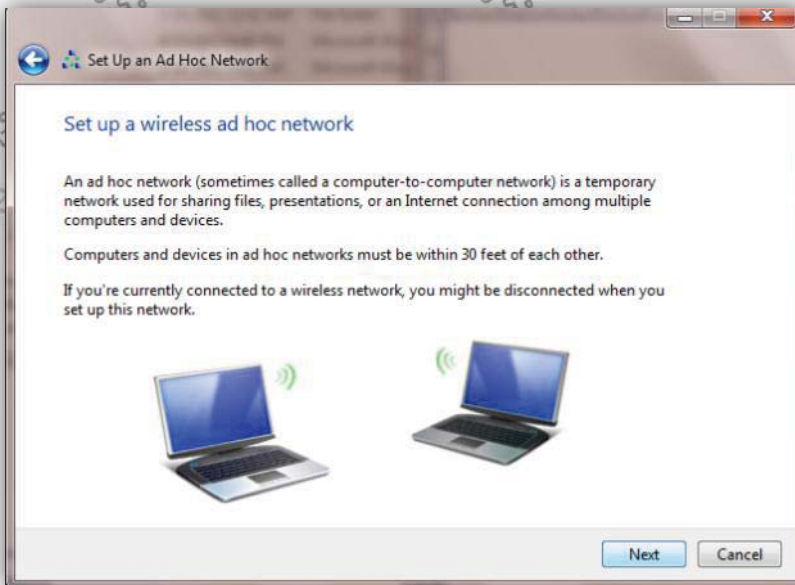 Set Up an Ad Hoc Network
Set up a wireless ad hoc network
An ad hoc network (sometimes called a computer-to-computer network) is a temporary
network used for sharing files, presentations, or an Internet connection among multiple
computers and devices.
Computers and devices in ad hoc networks must be within 30 feet of each other.
If you're currently connected to a wireless network, you might be disconnected when you
set up this network.
Next Cancel